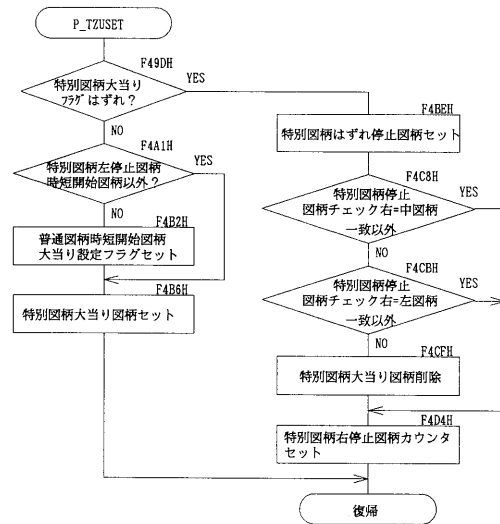 P_TZUSET
F49DH
特別図柄大当り
フラグはずれ？
YES
NO
F4A1H
特別図柄左停止図柄
時短開始図柄以外？
YES
NO
F4B2H
普通図柄時短開始図柄
大当り設定フラグセット
F4B6H
特別図柄大当り図柄セット
F4BEH
特別図柄はずれ停止図柄セット
F4C8H
特別図柄停止
図柄チェック右=中図柄
一致以外
YES
NO
F4CBH
特別図柄停止
図柄チェック右=左図柄
一致以外
YES
NO
F4CFH
特別図柄大当り図柄削除
F4D4H
特別図柄右停止図柄カウンタ
セット
復帰